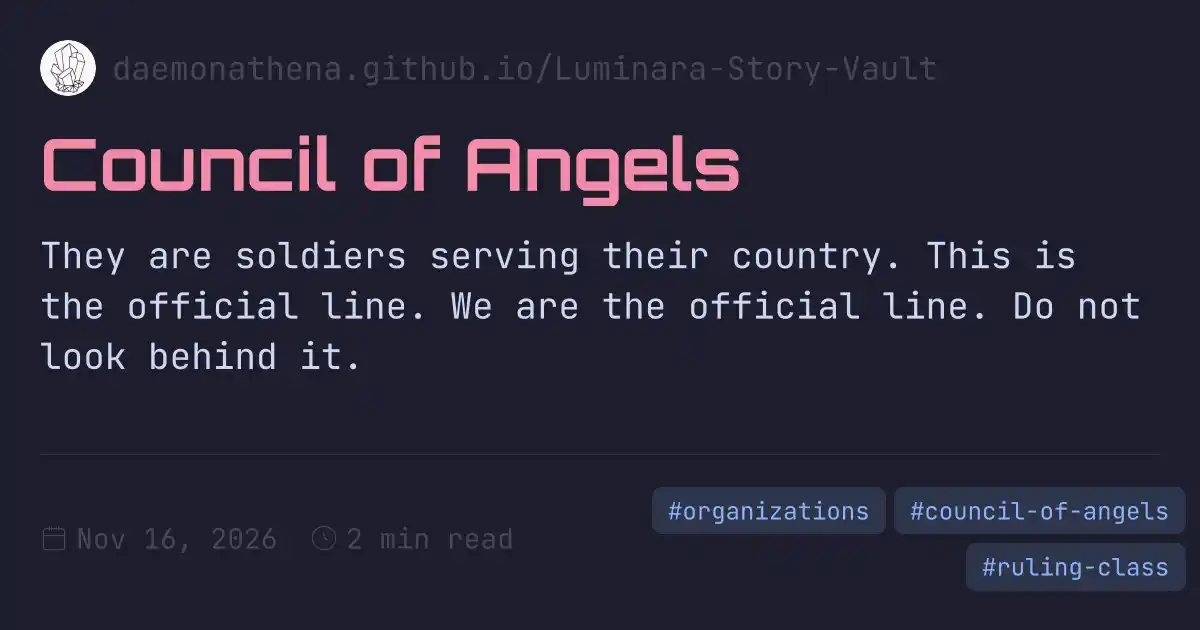 daemonathena.github.io/Luminara-Story-Vault
Council of Angels
They are soldiers serving their country. This is
the official line. We are the official line. Do not
look behind it.
#organizations #council-of-angels
Nov 16, 2026 2 min read
#ruling-class